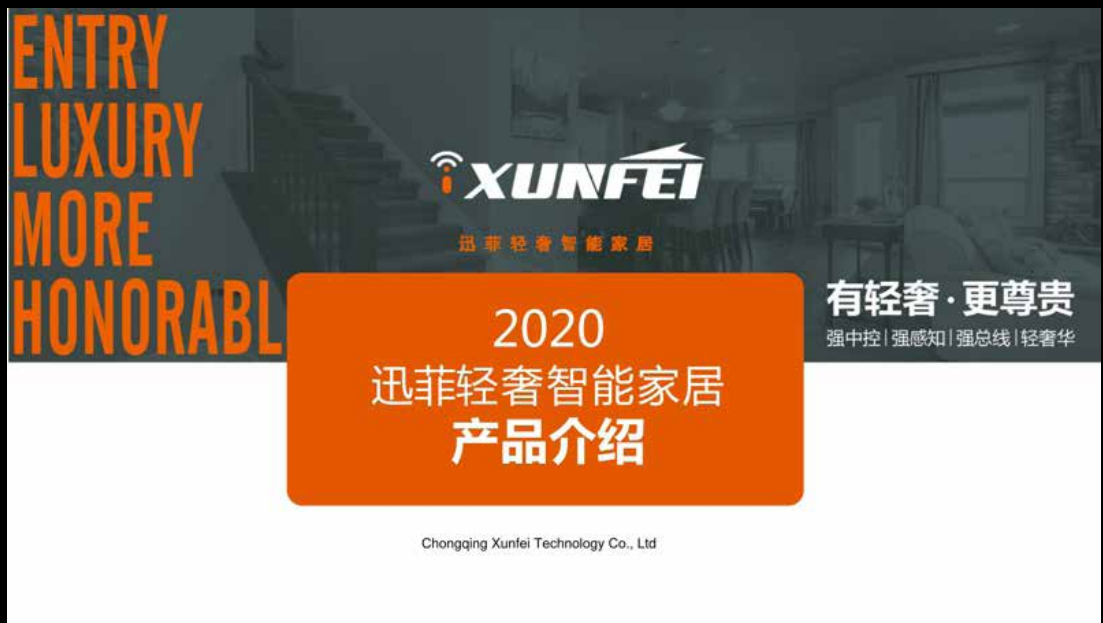 ENTRY
LUXURY
MORE
HONORABL
XUNFEI
迅菲轻奢智能家居
有轻奢·更尊贵
强中控|强感知|强总线|轻奢华
2020
迅菲轻奢智能家居
产品介绍
Chongqing Xunfei Technology Co., Ltd